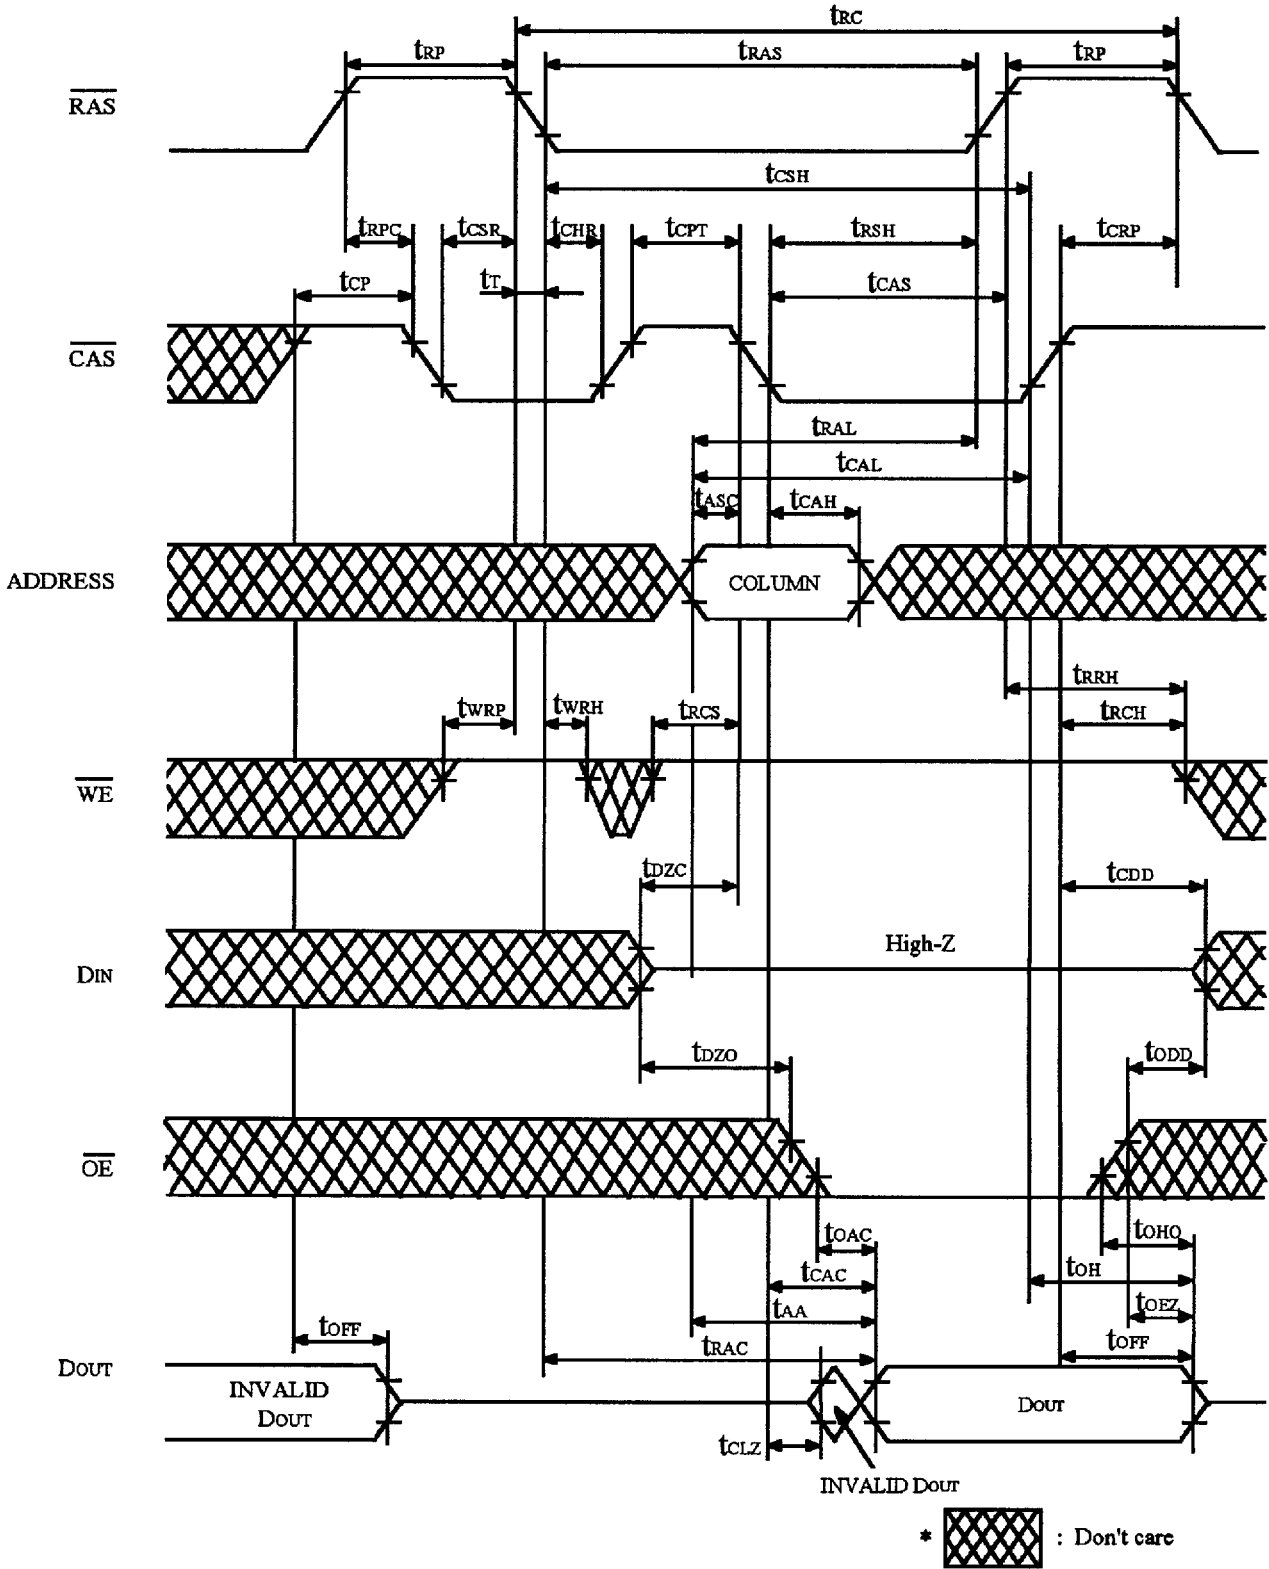 tRC
tRP
tRAS
tRP
RAS
tCSH
tRPC
tCSR
tCHR
tCPT
tRSH
tCRP
tCP
tT
tCAS
CAS
tRAL
tCAL
tASC
tCAH
ADDRESS
COLUMN
tRRH
tWRP
tWRH
tRCS
tRCH
WE
tDZC
tCDD
DIN
High-Z
tDZO
tODD
OE
tOAC
tOHO
tCAC
tOH
tAA
tOEZ
tOFF
tRAC
tOFF
DOUT
INVALID
DOUT
DOUT
tCLZ
INVALID DOUT
* : Don't care